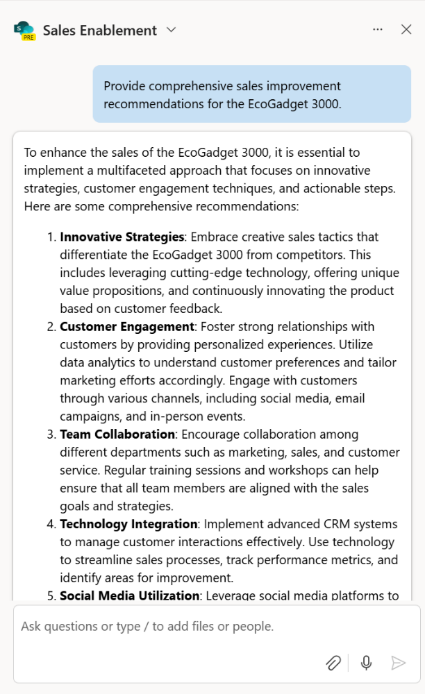 Sales Enablement
PRE
Provide comprehensive sales improvement
recommendations for the EcoGadget 3000.
To enhance the sales of the EcoGadget 3000, it is essential to
implement a multifaceted approach that focuses on innovative
strategies, customer engagement techniques, and actionable steps.
Here are some comprehensive recommendations:
1. Innovative Strategies: Embrace creative sales tactics that
differentiate the EcoGadget 3000 from competitors. This
includes leveraging cutting-edge technology, offering unique
value propositions, and continuously innovating the product
based on customer feedback.
2. Customer Engagement: Foster strong relationships with
customers by providing personalized experiences. Utilize
data analytics to understand customer preferences and tailor
marketing efforts accordingly. Engage with customers
through various channels, including social media, email
campaigns, and in-person events.
3. Team Collaboration: Encourage collaboration among
different departments such as marketing, sales, and customer
service. Regular training sessions and workshops can help
ensure that all team members are aligned with the sales
goals and strategies.
4. Technology Integration: Implement advanced CRM systems
to manage customer interactions effectively. Use technology
to streamline sales processes, track performance metrics, and
identify areas for improvement.
5. Social Media Utilization: Leverage social media platforms to
Ask questions or type / to add files or people.